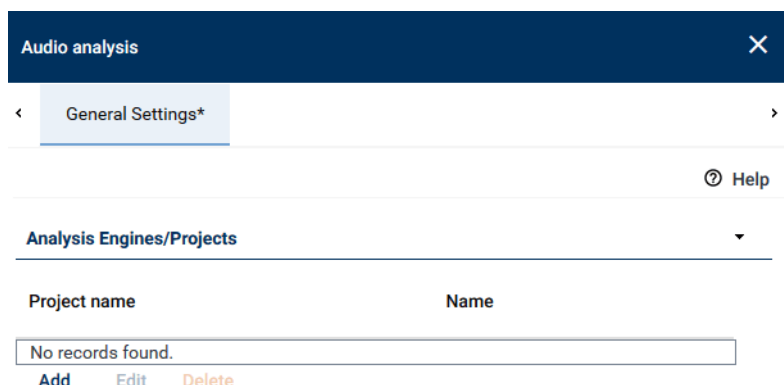 Audio analysis
General Settings*
Help
Analysis Engines/Projects
Project name Name
No records found.
Add Edit Delete